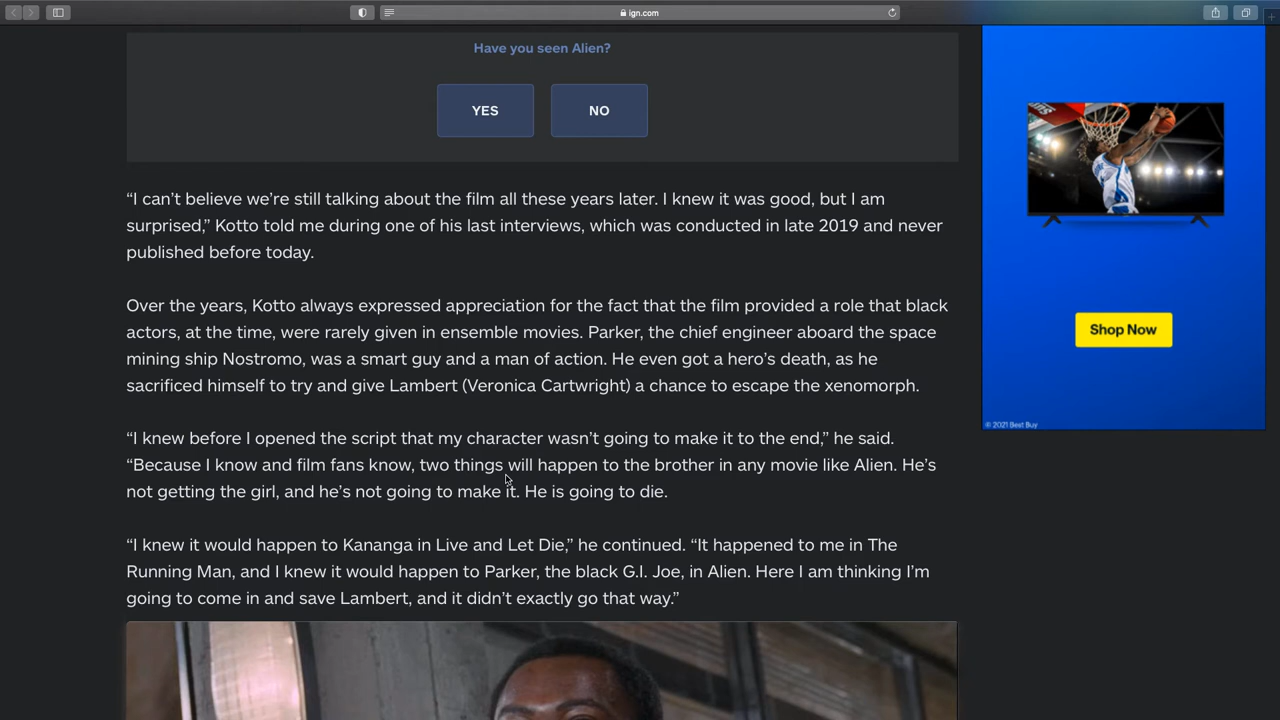 ign.com
Have you seen Alien?
YES
NO
“I can’t believe we’re still talking about the film all these years later. I knew it was good, but I am
surprised,” Kotto told me during one of his last interviews, which was conducted in late 2019 and never
published before today.
Over the years, Kotto always expressed appreciation for the fact that the film provided a role that black
actors, at the time, were rarely given in ensemble movies. Parker, the chief engineer aboard the space
mining ship Nostromo, was a smart guy and a man of action. He even got a hero’s death, as he
sacrificed himself to try and give Lambert (Veronica Cartwright) a chance to escape the xenomorph.
“I knew before I opened the script that my character wasn’t going to make it to the end,” he said.
“Because I know and film fans know, two things will happen to the brother in any movie like Alien. He’s
not getting the girl, and he’s not going to make it. He is going to die.
“I knew it would happen to Kananga in Live and Let Die,” he continued. “It happened to me in The
Running Man, and I knew it would happen to Parker, the black G.I. Joe, in Alien. Here I am thinking I’m
going to come in and save Lambert, and it didn’t exactly go that way.”
Shop Now
© 2021 Best Buy